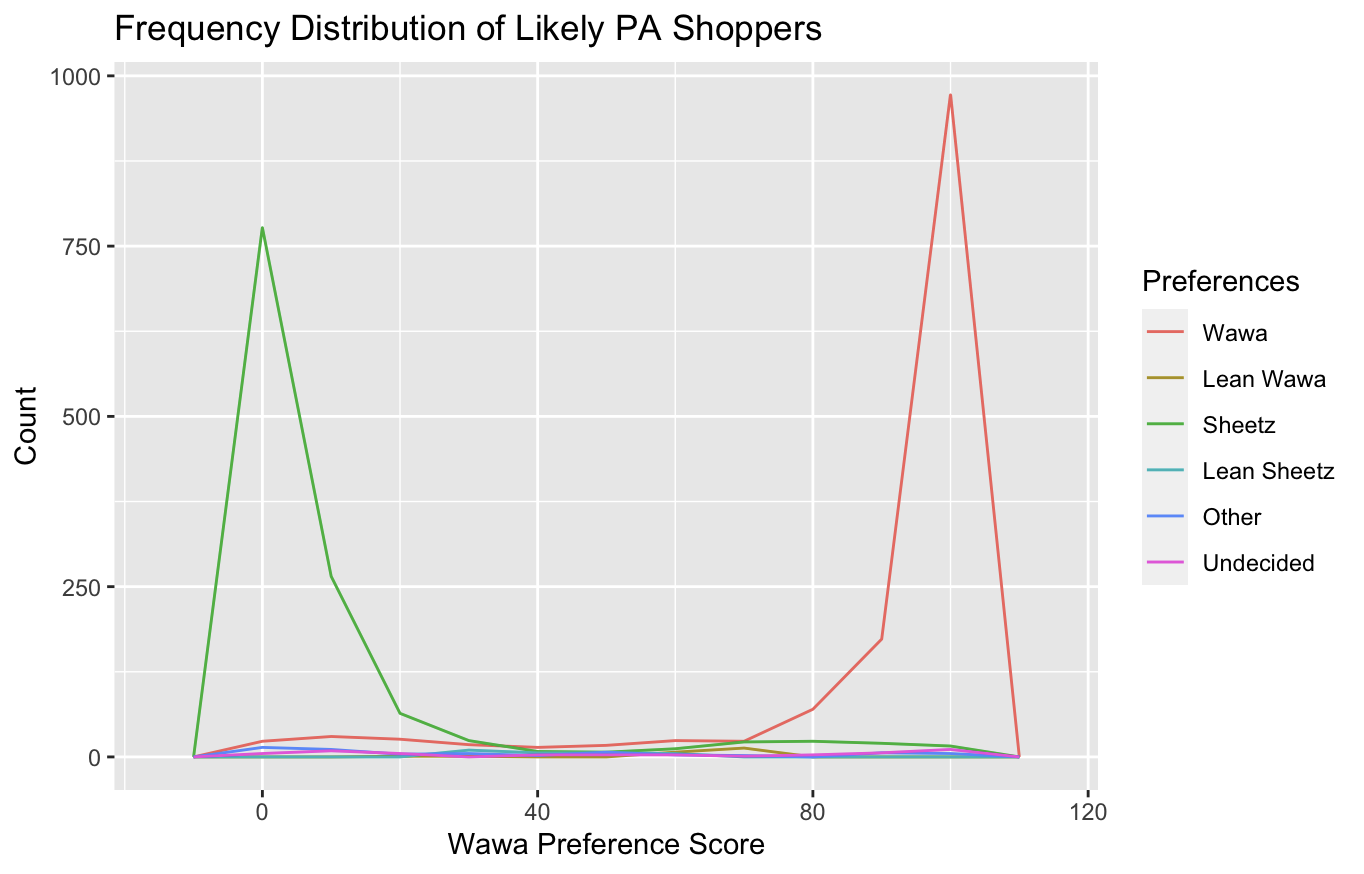 Frequency Distribution of Likely PA Shoppers
1000
750
500
250
0
Count
0 40 80 120
Wawa Preference Score
Preferences
Wawa
Lean Wawa
Sheetz
Lean Sheetz
Other
Undecided